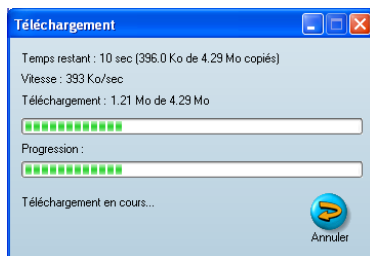 Téléchargement
Temps restant : 10 sec (396.0 Ko de 4.29 Mo copiés)
Vitesse : 393 Ko/sec
Téléchargement : 1.21 Mo de 4.29 Mo
Progression :
Téléchargement en cours...
Annuler